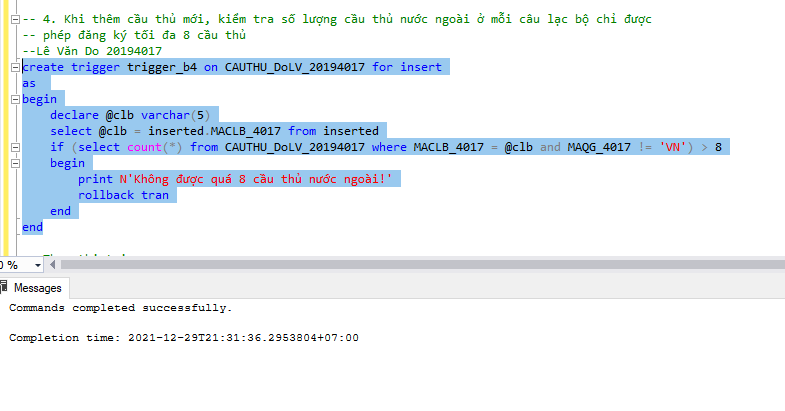 -- 4. Khi thêm cầu thủ mới, kiểm tra số lượng cầu thủ nước ngoài ở mỗi câu lạc bộ chỉ được
-- phép đăng ký tối đa 8 cầu thủ
--Lê Văn Do 20194017
create trigger trigger_b4 on CAUTHU_DoLV_20194017 for insert
as
begin
declare @clb varchar(5)
select @clb = inserted.MACLB_4017 from inserted
if (select count(*) from CAUTHU_DoLV_20194017 where MACLB_4017 = @clb and MAQG_4017 != 'VN') > 8
begin
print N'Không được quá 8 cầu thủ nước ngoài!'
rollback tran
end
end
0 %
Messages
Commands completed successfully.
Completion time: 2021-12-29T21:31:36.2953804+07:00